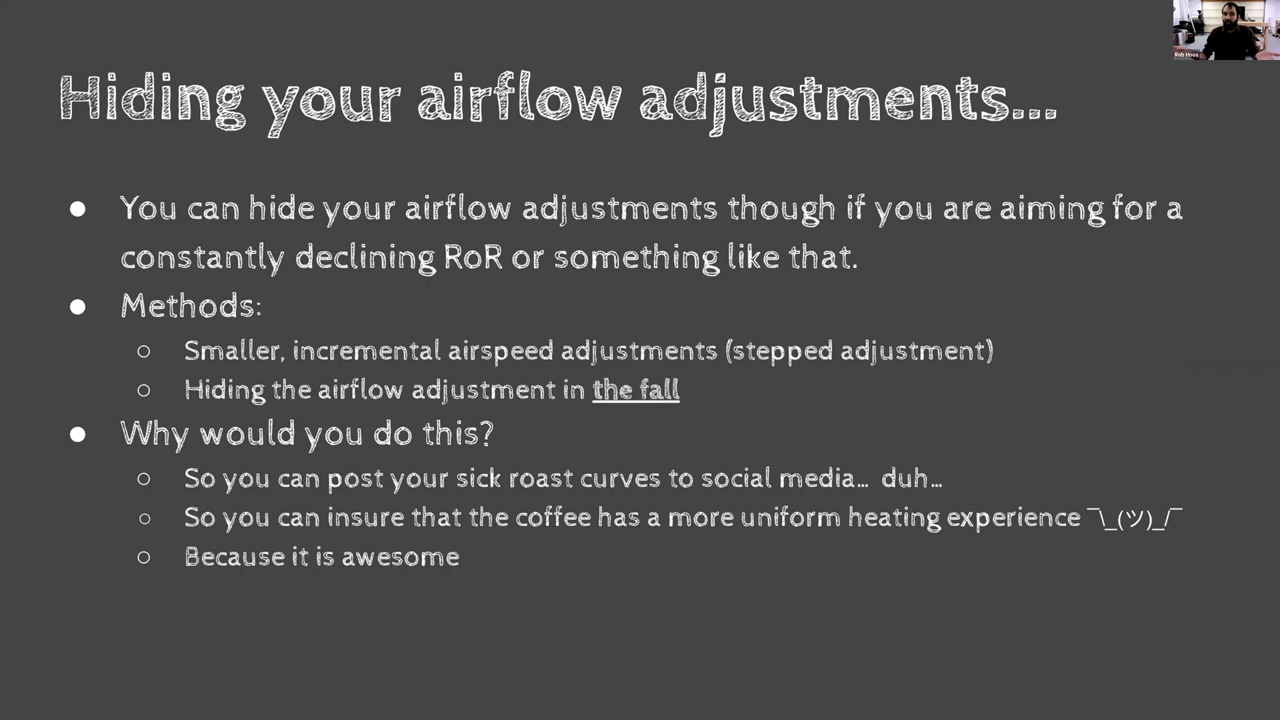 Rob Hoos
Hiding your airflow adjustments...
● You can hide your airflow adjustments though if you are aiming for a
constantly declining RoR or something like that.
● Methods:
○ Smaller, incremental airspeed adjustments (stepped adjustment)
○ Hiding the airflow adjustment in the fall
● Why would you do this?
○ So you can post your sick roast curves to social media... duh...
○ So you can insure that the coffee has a more uniform heating experience ¯\_(ツ)_/¯
○ Because it is awesome